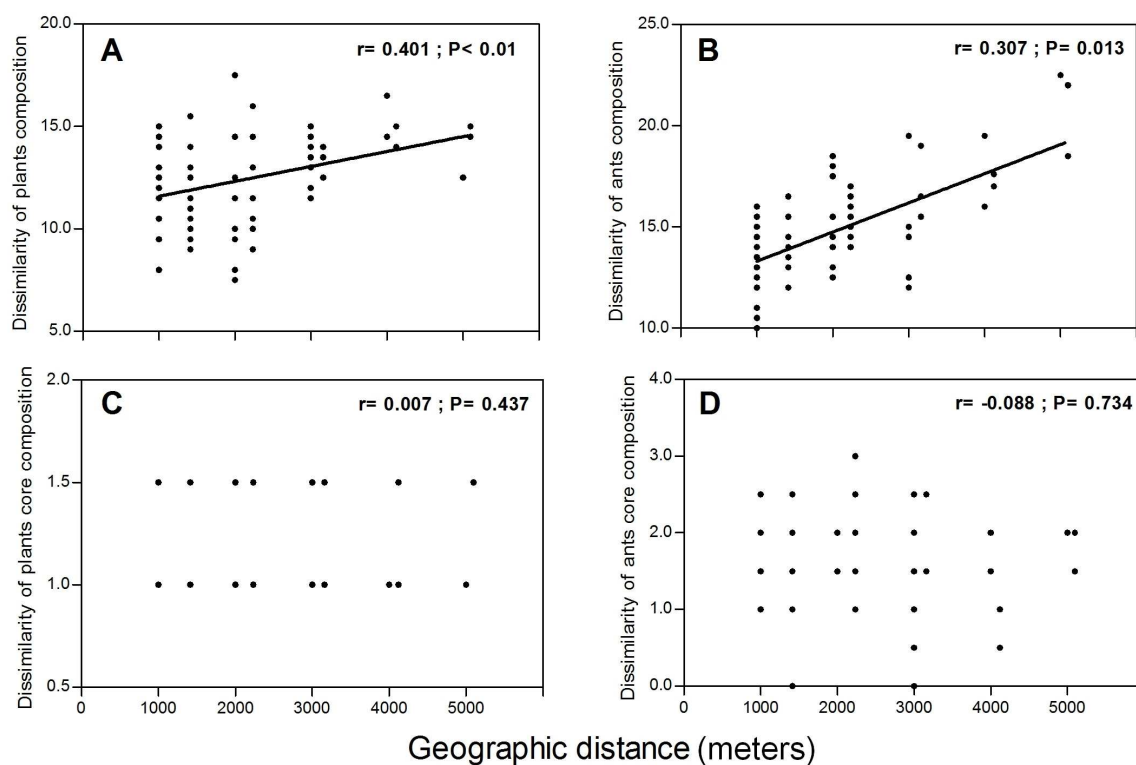 A
r= 0.401 ; P< 0.01
Dissimilarity of plants composition
20.0
15.0
10.0
5.0
B
r= 0.307 ; P= 0.013
Dissimilarity of ants composition
25.0
20.0
15.0
10.0
C
r= 0.007 ; P= 0.437
Dissimilarity of plants core composition
2.0
1.5
1.0
0.5
0 1000 2000 3000 4000 5000
D
r= -0.088 ; P= 0.734
Dissimilarity of ants core composition
4.0
3.0
2.0
1.0
0.0
0 1000 2000 3000 4000 5000
Geographic distance (meters)